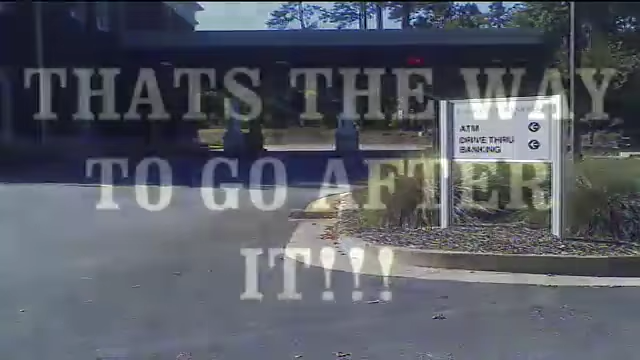 THATS THE WAY
TO GO AFTER
IT!!!
ATM
DRIVE THRU
BANKING